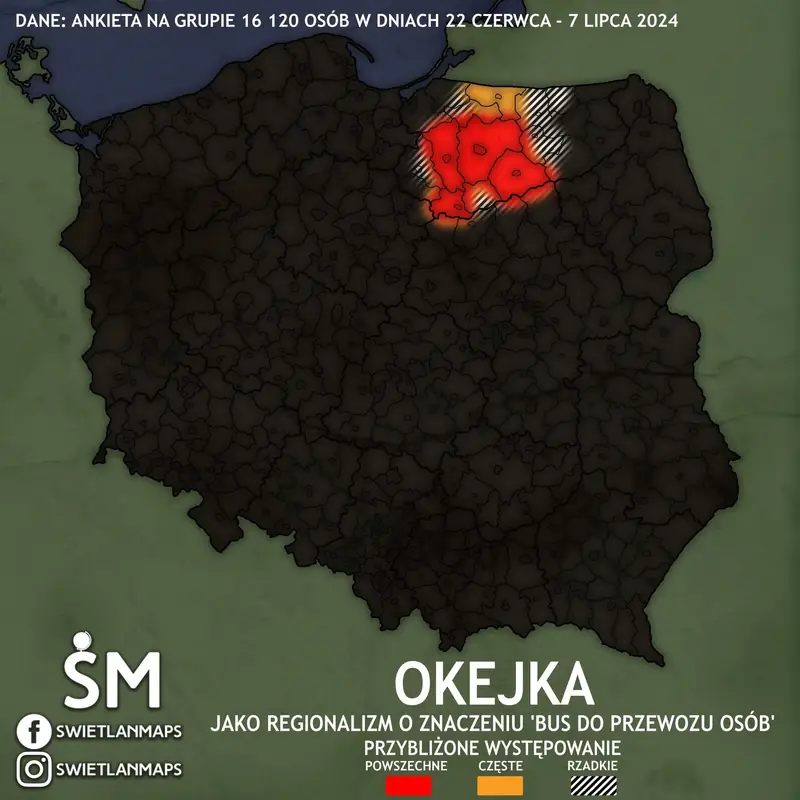 DANE: ANKIETA NA GRUPIE 16 120 OSÓB W DNIACH 22 CZERWCA - 7 LIPCA 2024
ŚM
SWIETLANMAPS
SWIETLANMAPS
OKEJKA
JAKO REGIONALIZM O ZNACZENIU 'BUS DO PRZEWOZU OSÓB'
PRZYBLIŻONE WYSTĘPOWANIE
POWSZECHNE CZĘSTE RZADKIE